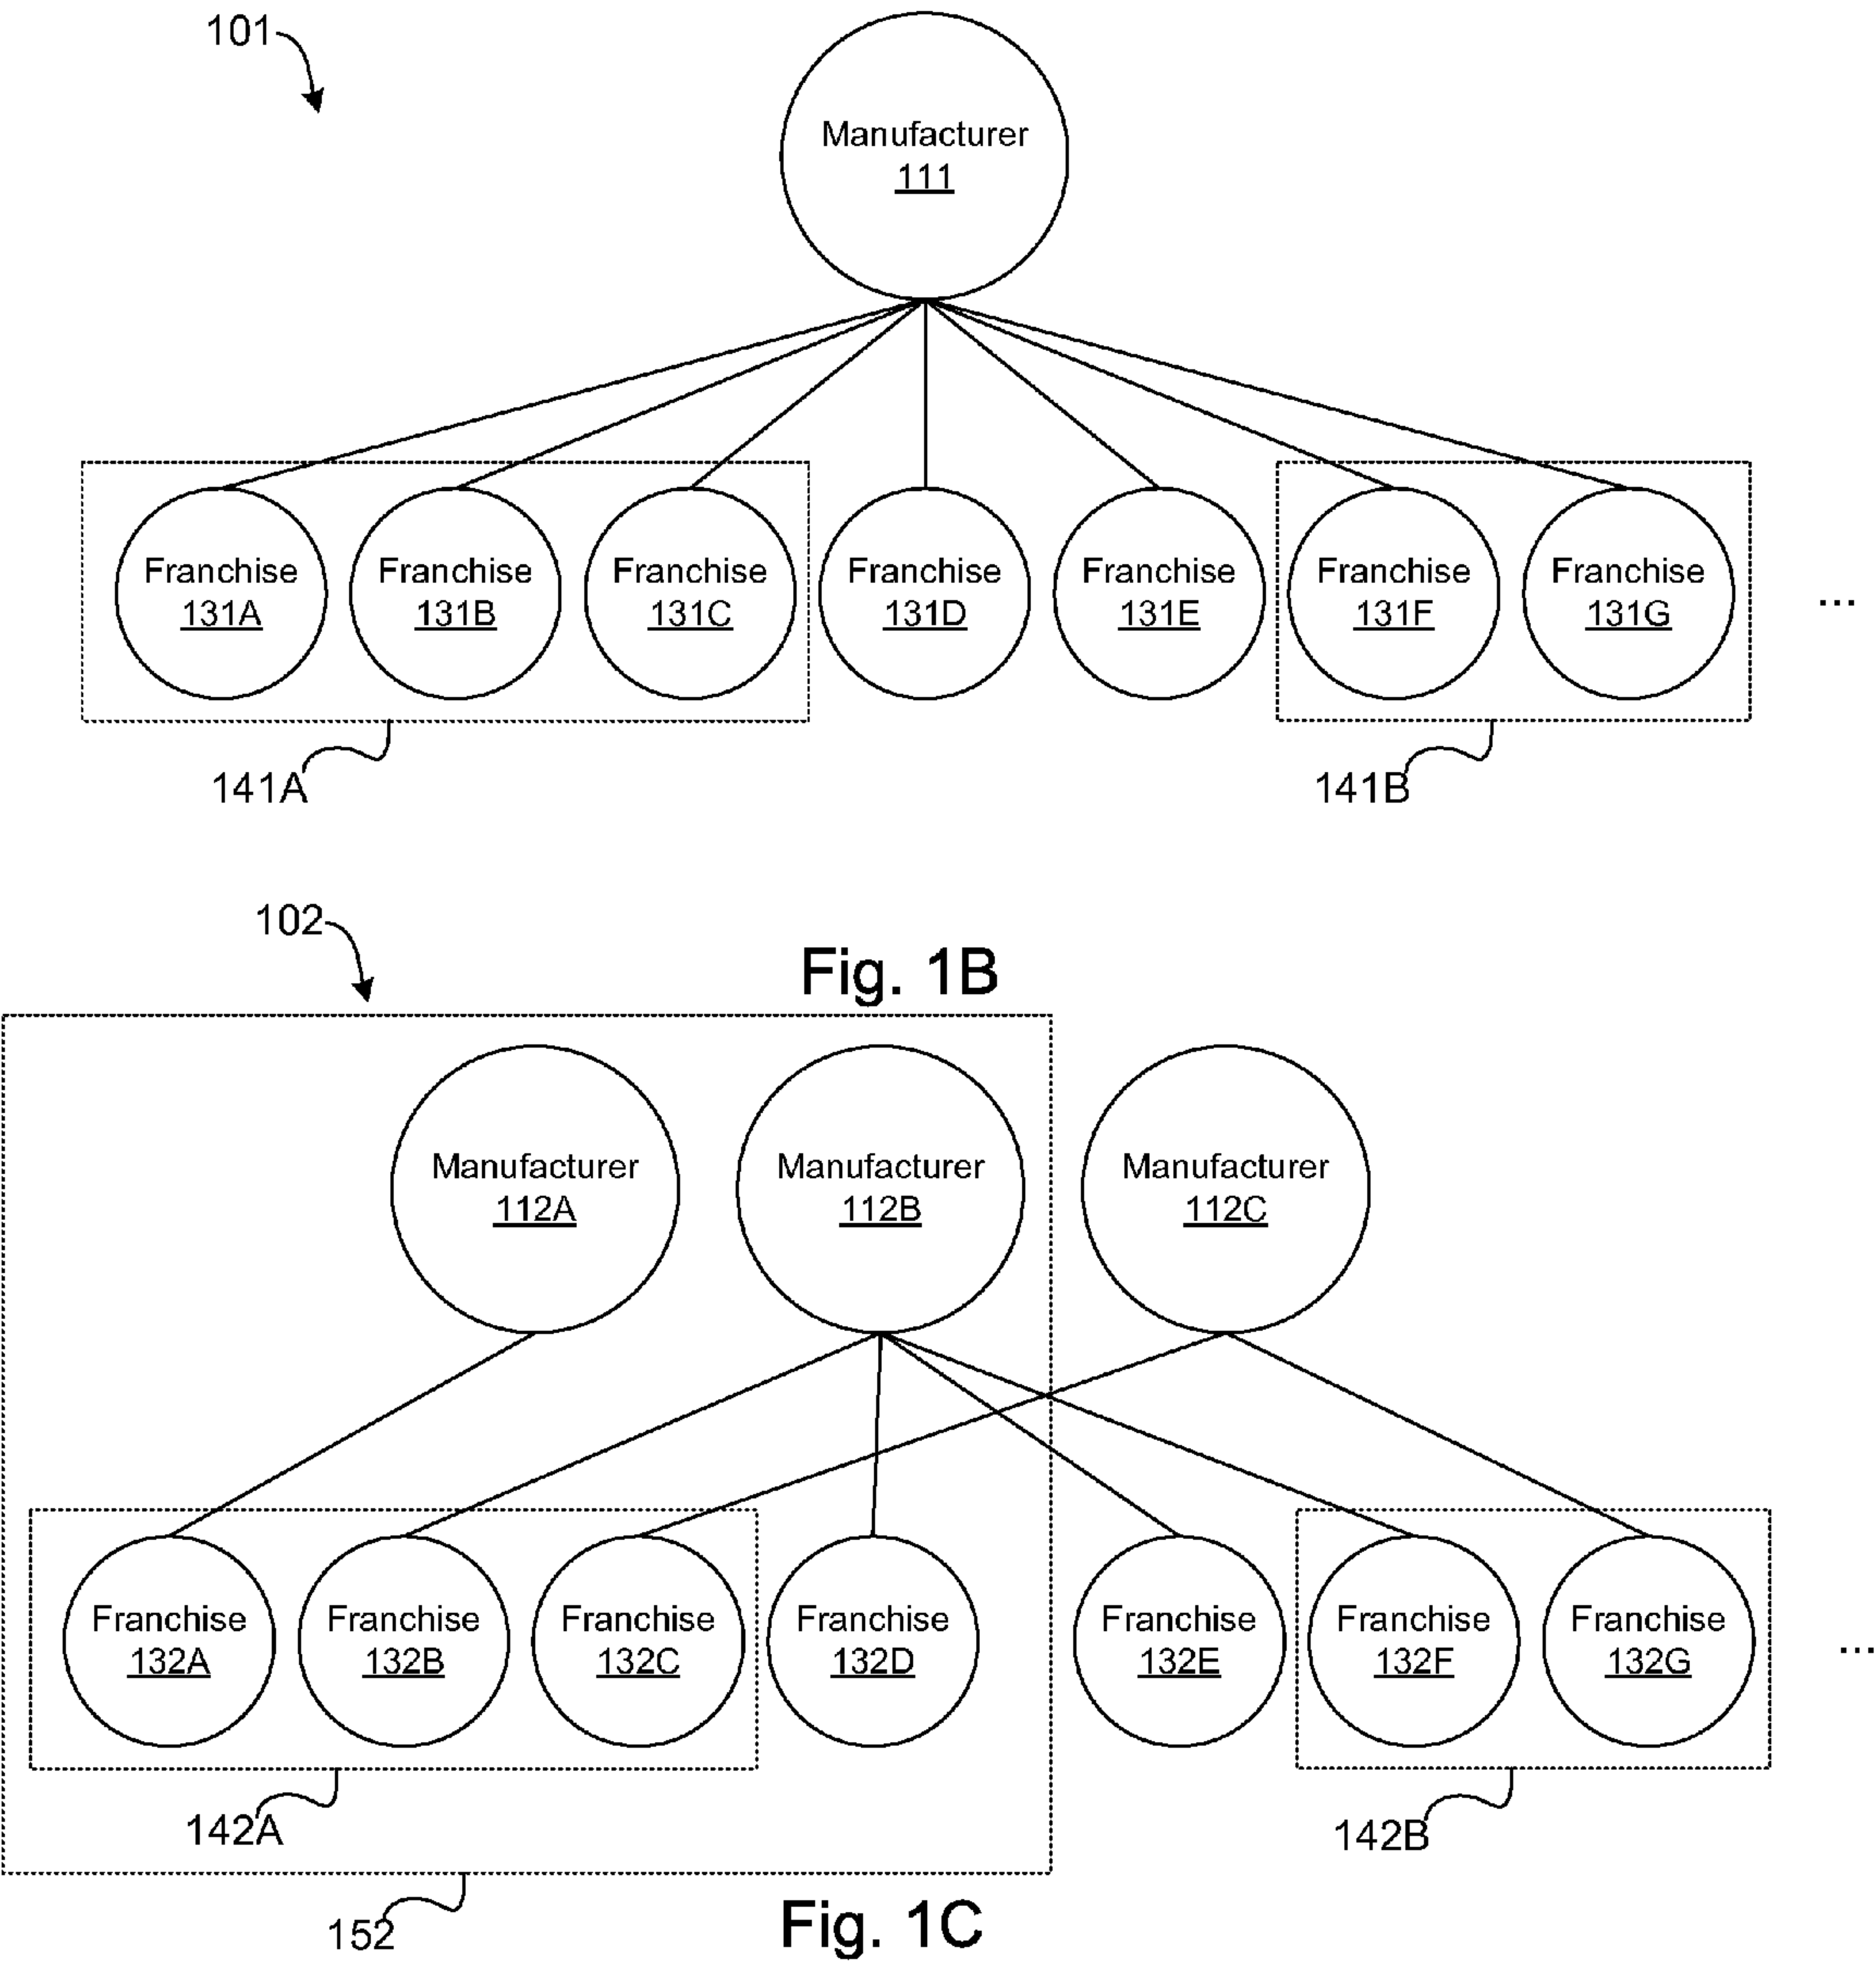 101
Manufacturer
111
Franchise
131A
Franchise
131B
Franchise
131C
Franchise
131D
Franchise
131E
Franchise
131F
Franchise
131G
...
141A
141B
Fig. 1B
102
Manufacturer
112A
Manufacturer
112B
Manufacturer
112C
Franchise
132A
Franchise
132B
Franchise
132C
Franchise
132D
Franchise
132E
Franchise
132F
Franchise
132G
...
142A
142B
152
Fig. 1C